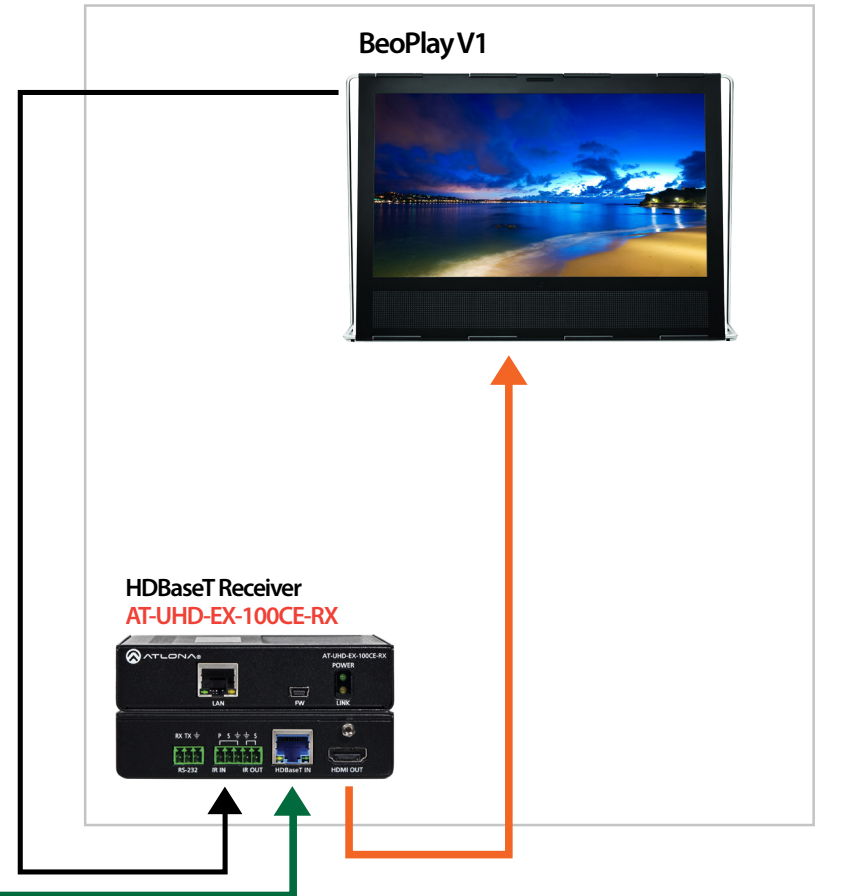 BeoPlay V1
HDBaseT Receiver
AT-UHD-EX-100CE-RX
ATLONA®
AT-UHD-EX-100CE-RX
POWER
LAN
FW
LINK
RX TX
P S S
RS-232
IR IN
IR OUT
HDBaseT IN
HDMI OUT